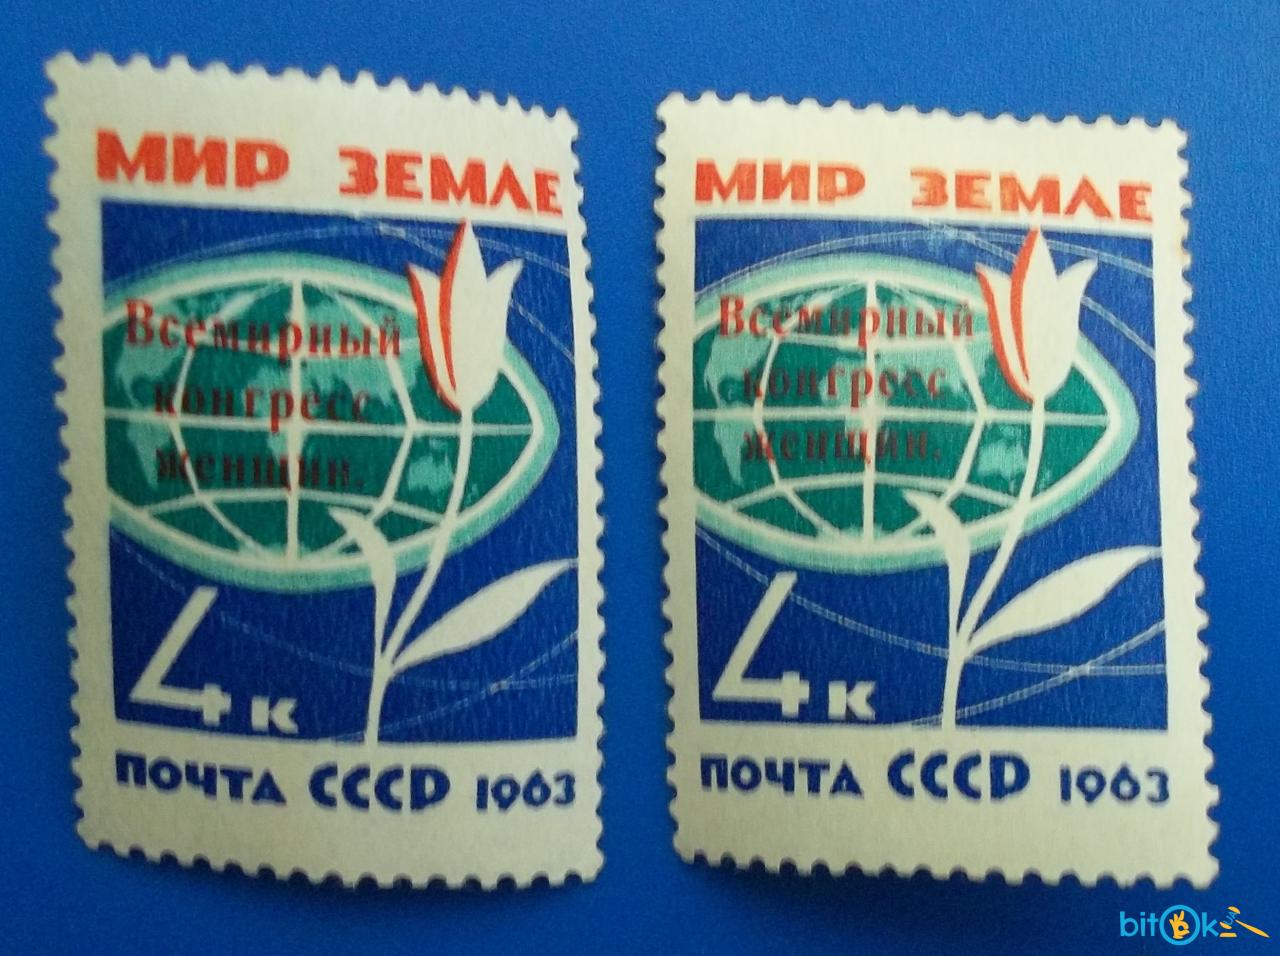 МИР ЗЕМЛЕ
Всемирный
конгресс
женщин.
4 к
ПОЧТА СССР 1963
МИР ЗЕМЛЕ
Всемирный
конгресс
женщин.
4 к
ПОЧТА СССР 1963
bitOk UA